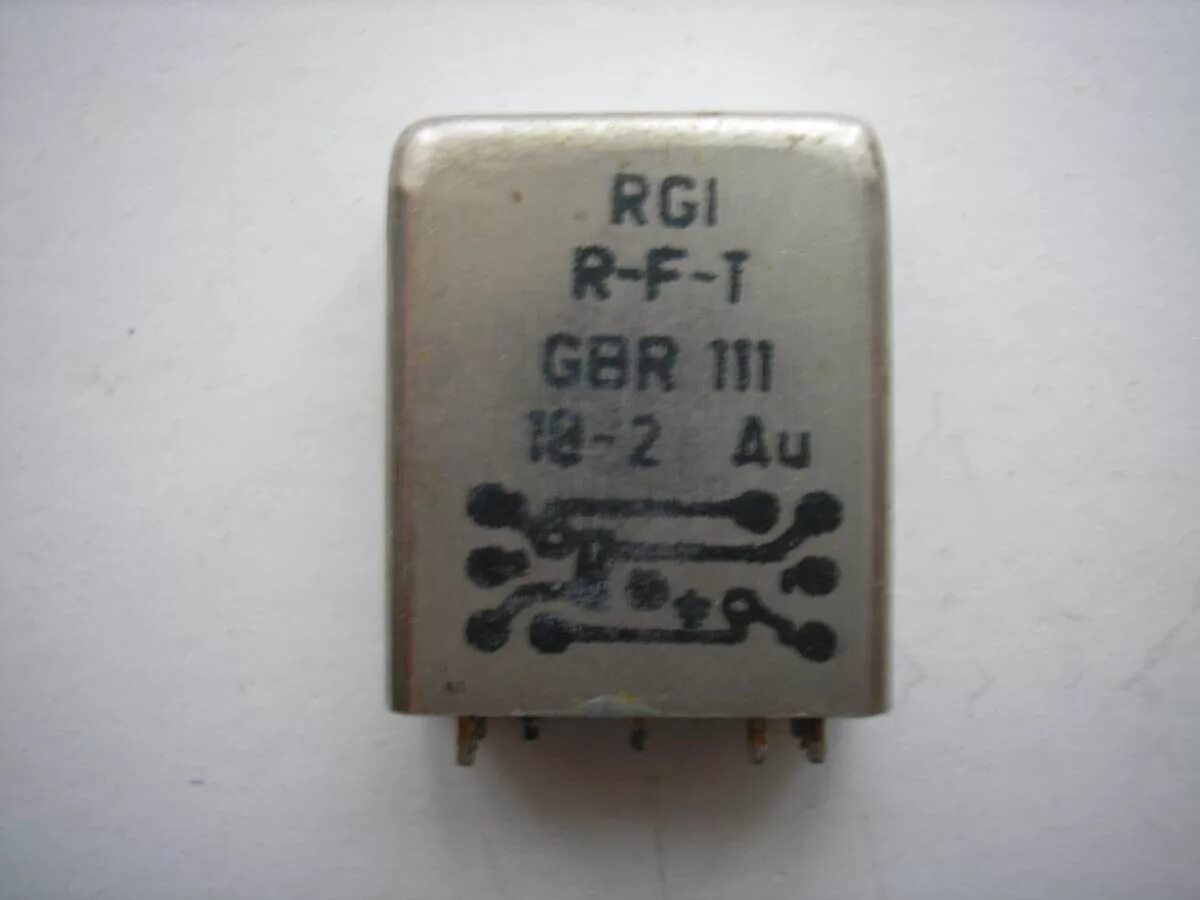 RGI
R-F-T
GBR 111
18-2 Au